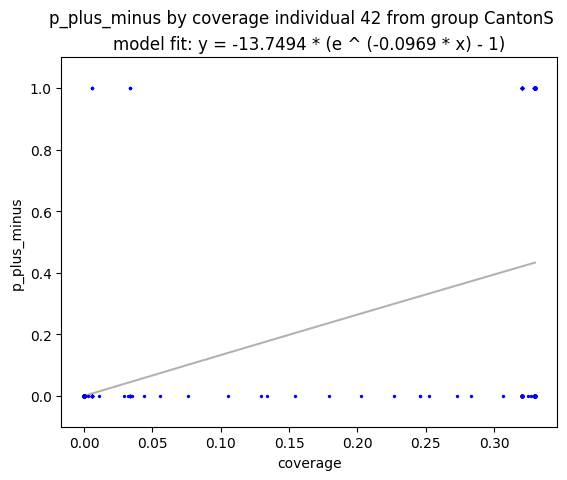 p_plus_minus by coverage individual 42 from group CantonS
model fit: y = -13.7494 * (e ^ (-0.0969 * x) - 1)
1.0
0.8
0.6
0.4
0.2
0.0
p_plus_minus
0.00 0.05 0.10 0.15 0.20 0.25 0.30
coverage